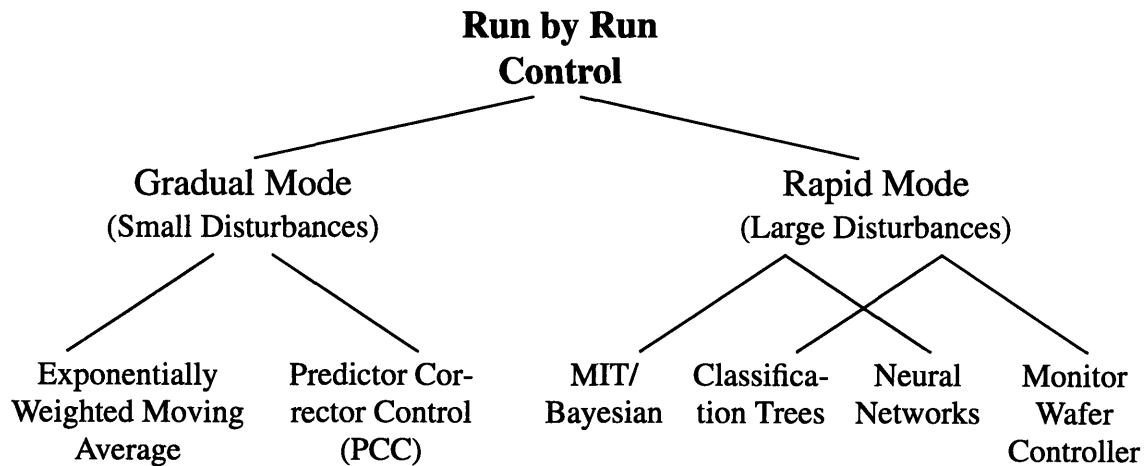 Run by Run
Control
Gradual Mode
(Small Disturbances)
Rapid Mode
(Large Disturbances)
Exponentially
Weighted Moving
Average
Predictor Cor-
rector Control
(PCC)
MIT/
Bayesian
Classifica-
tion Trees
Neural
Networks
Monitor
Wafer
Controller